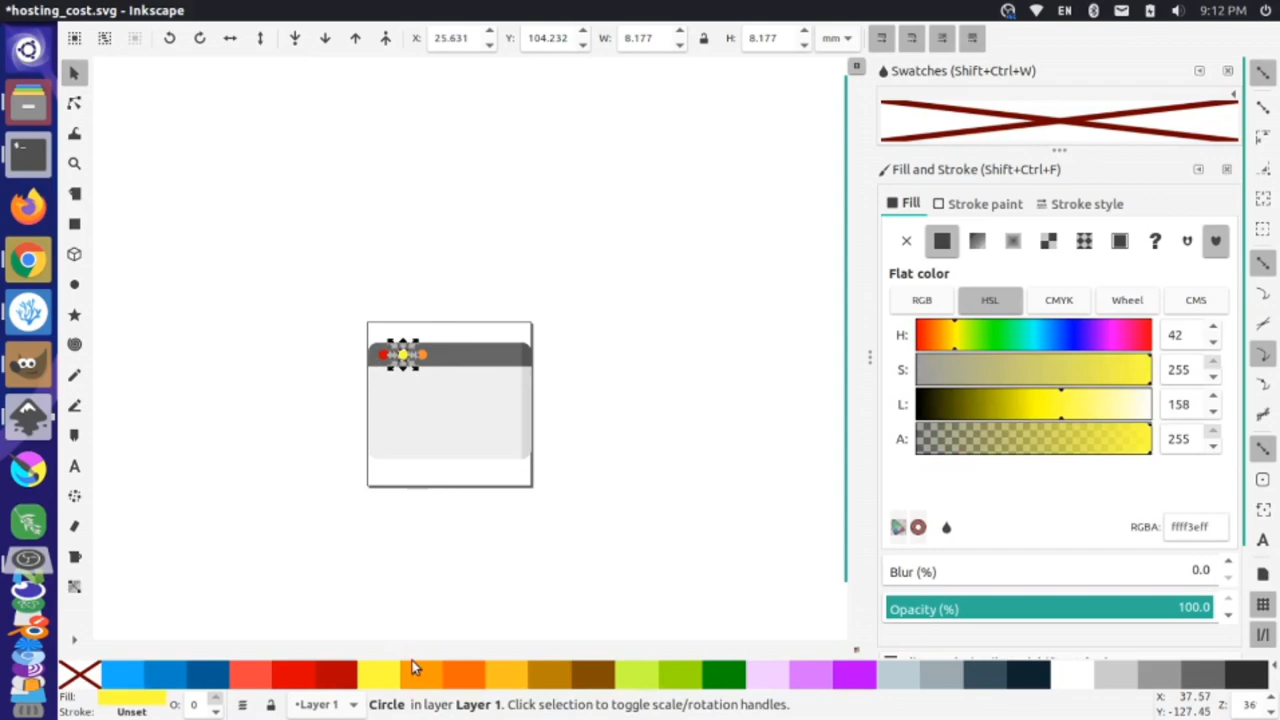 *hosting_cost.svg - Inkscape
EN
9:12 PM
X: 25.631 Y: 104.232 W: 8.177 H: 8.177 mm
Swatches (Shift+Ctrl+W)
Fill and Stroke (Shift+Ctrl+F)
Fill Stroke paint Stroke style
Flat color
RGB HSL CMYK Wheel CMS
H: 42
S: 255
L: 158
A: 255
RGBA: ffff3eff
Blur (%) 0.0
Opacity (%) 100.0
Fill:
Stroke: Unset
O: 0
•Layer 1
Circle in layer Layer 1. Click selection to toggle scale/rotation handles.
X: 37.57
Y: -127.45
Z: 36